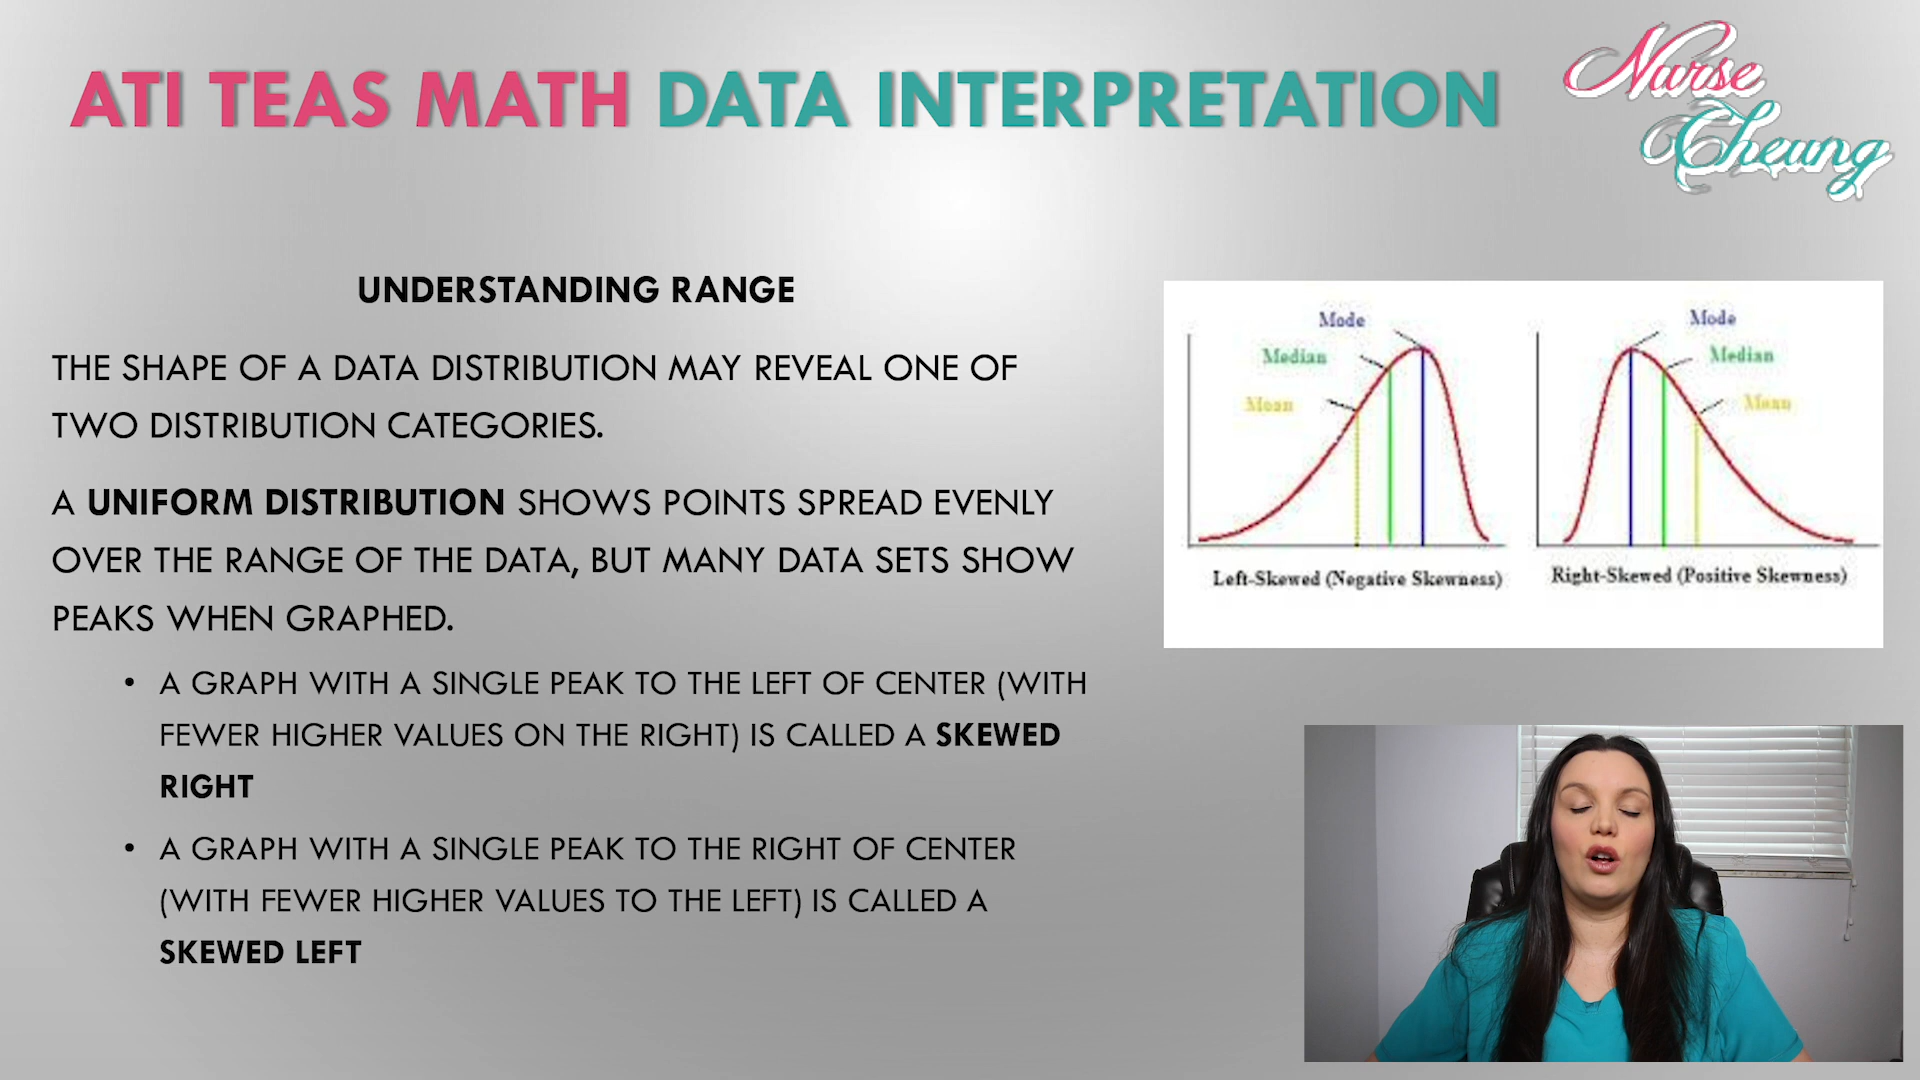 ATI TEAS MATH DATA INTERPRETATION
Nurse
Cheung
UNDERSTANDING RANGE
THE SHAPE OF A DATA DISTRIBUTION MAY REVEAL ONE OF
TWO DISTRIBUTION CATEGORIES.
A UNIFORM DISTRIBUTION SHOWS POINTS SPREAD EVENLY
OVER THE RANGE OF THE DATA, BUT MANY DATA SETS SHOW
PEAKS WHEN GRAPHED.
• A GRAPH WITH A SINGLE PEAK TO THE LEFT OF CENTER (WITH
FEWER HIGHER VALUES ON THE RIGHT) IS CALLED A SKEWED
RIGHT
• A GRAPH WITH A SINGLE PEAK TO THE RIGHT OF CENTER
(WITH FEWER HIGHER VALUES TO THE LEFT) IS CALLED A
SKEWED LEFT
Mode
Median
Mean
Left-Skewed (Negative Skewness)
Mode
Median
Mean
Right-Skewed (Positive Skewness)